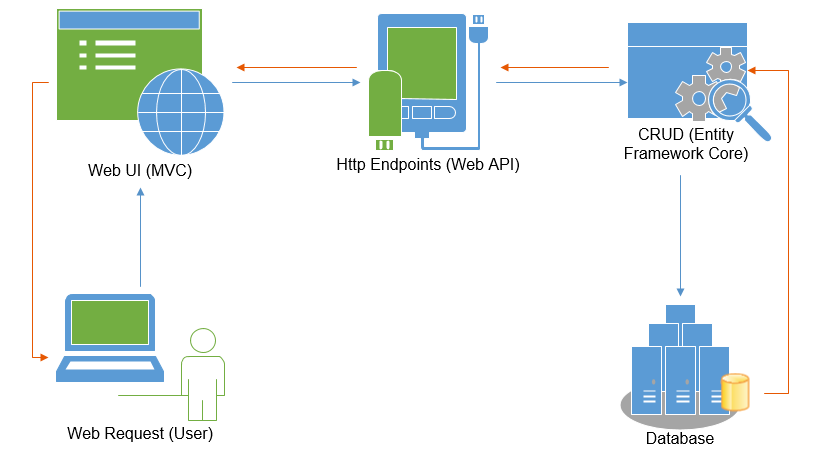 Web UI (MVC)
Http Endpoints (Web API)
CRUD (Entity
Framework Core)
Web Request (User)
Database